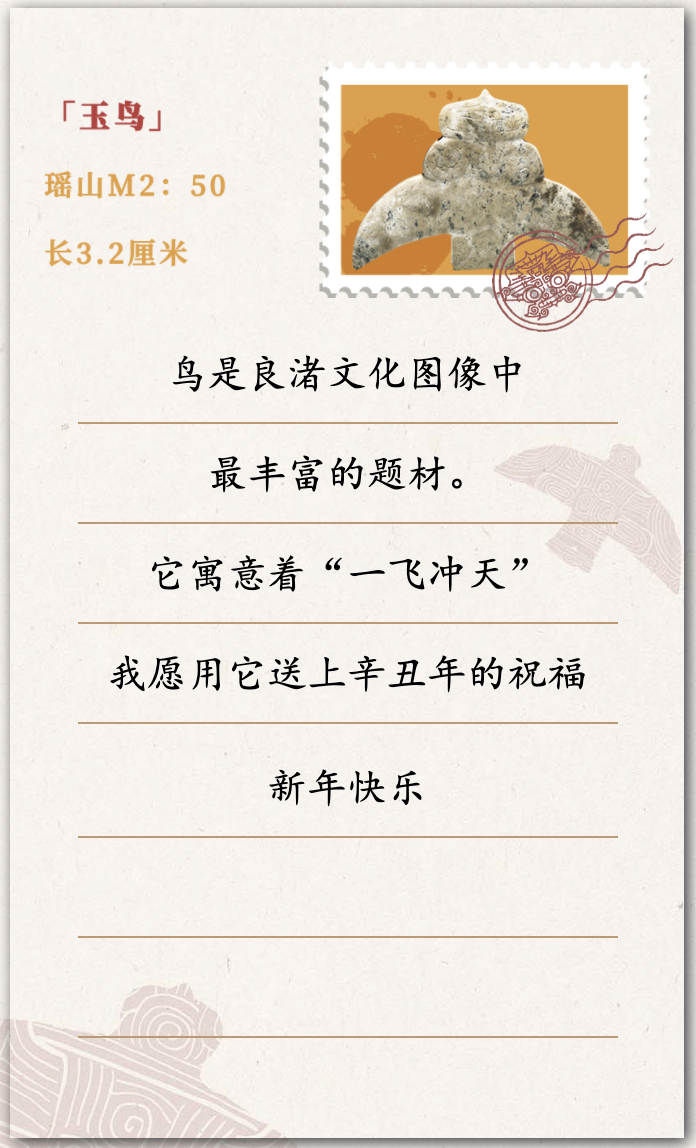 「玉鸟」
瑶山M2：50
长3.2厘米
鸟是良渚文化图像中
最丰富的题材。
它寓意着“一飞冲天”
我愿用它送上辛丑年的祝福
新年快乐